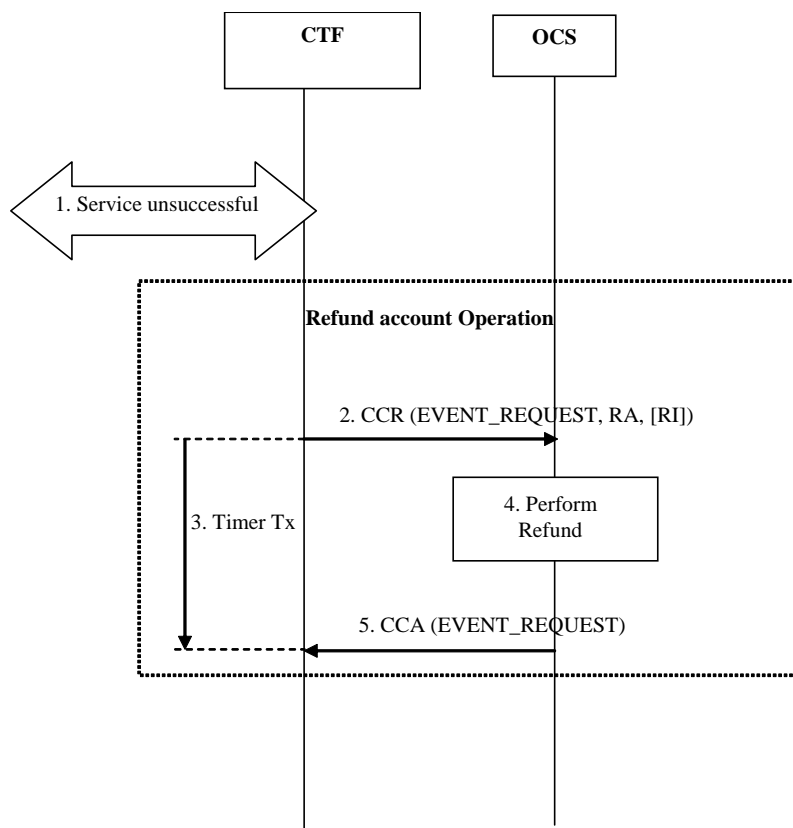 CTF
OCS
1. Service unsuccessful
Refund account Operation
2. CCR (EVENT_REQUEST, RA, [RI])
3. Timer Tx
4. Perform
Refund
5. CCA (EVENT_REQUEST)